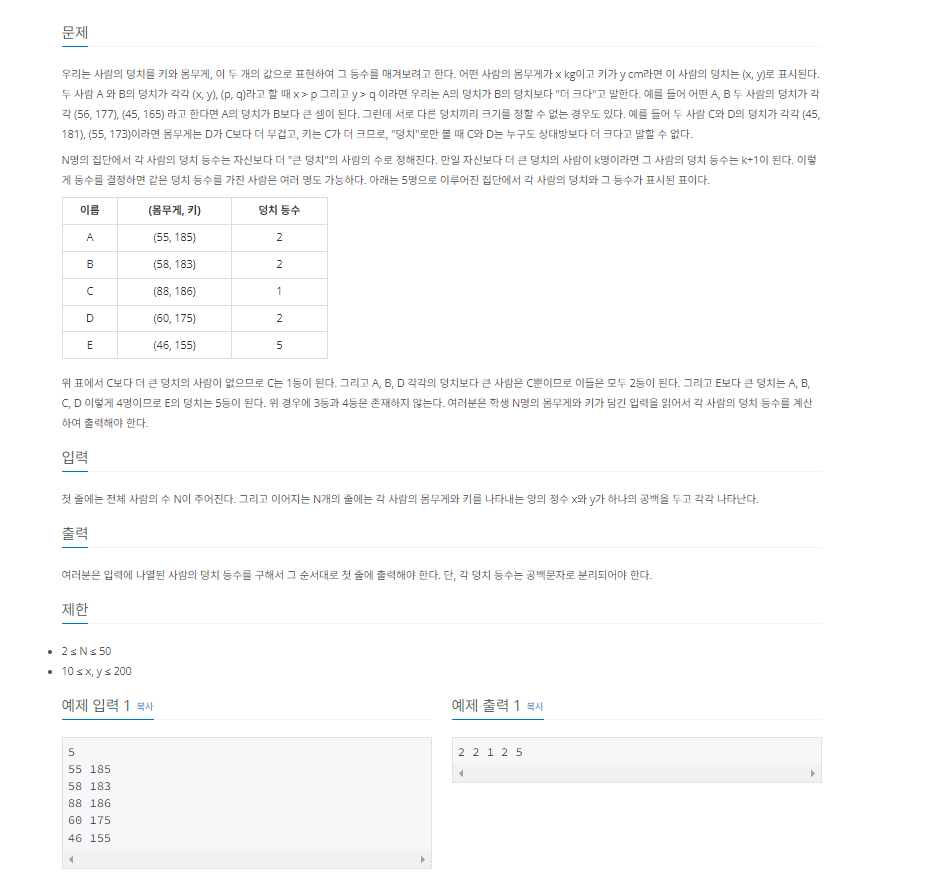 문제
우리는 사람의 덩치를 키와 몸무게, 이 두 개의 값으로 표현하여 그 등수를 매겨보려고 한다. 어떤 사람의 몸무게가 x kg이고 키가 y cm라면 이 사람의 덩치는 (x, y)로 표시된다.
두 사람 A 와 B의 덩치가 각각 (x, y), (p, q)라고 할 때 x > p 그리고 y > q 이라면 우리는 A의 덩치가 B의 덩치보다 "더 크다"고 말한다. 예를 들어 어떤 A, B 두 사람의 덩치가 각
각 (56, 177), (45, 165) 라고 한다면 A의 덩치가 B보다 큰 셈이 된다. 그런데 서로 다른 덩치끼리 크기를 정할 수 없는 경우도 있다. 예를 들어 두 사람 C와 D의 덩치가 각각 (45,
181), (55, 173)이라면 몸무게는 D가 C보다 더 무겁고, 키는 C가 더 크므로, "덩치"로만 볼 때 C와 D는 누구도 상대방보다 더 크다고 말할 수 없다.
N명의 집단에서 각 사람의 덩치 등수는 자신보다 더 "큰 덩치"의 사람의 수로 정해진다. 만일 자신보다 더 큰 덩치의 사람이 k명이라면 그 사람의 덩치 등수는 k+1이 된다. 이렇
게 등수를 결정하면 같은 덩치 등수를 가진 사람은 여러 명도 가능하다. 아래는 5명으로 이루어진 집단에서 각 사람의 덩치와 그 등수가 표시된 표이다.
이름 (몸무게, 키) 덩치 등수
A (55, 185) 2
B (58, 183) 2
C (88, 186) 1
D (60, 175) 2
E (46, 155) 5
위 표에서 C보다 더 큰 덩치의 사람이 없으므로 C는 1등이 된다. 그리고 A, B, D 각각의 덩치보다 큰 사람은 C뿐이므로 이들은 모두 2등이 된다. 그리고 E보다 큰 덩치는 A, B,
C, D 이렇게 4명이므로 E의 덩치는 5등이 된다. 위 경우에 3등과 4등은 존재하지 않는다. 여러분은 학생 N명의 몸무게와 키가 담긴 입력을 읽어서 각 사람의 덩치 등수를 계산
하여 출력해야 한다.
입력
첫 줄에는 전체 사람의 수 N이 주어진다. 그리고 이어지는 N개의 줄에는 각 사람의 몸무게와 키를 나타내는 양의 정수 x와 y가 하나의 공백을 두고 각각 나타난다.
출력
여러분은 입력에 나열된 사람의 덩치 등수를 구해서 그 순서대로 첫 줄에 출력해야 한다. 단, 각 덩치 등수는 공백문자로 분리되어야 한다.
제한
• 2 ≤ N ≤ 50
• 10 ≤ x, y ≤ 200
예제 입력 1 복사
5
55 185
58 183
88 186
60 175
46 155
예제 출력 1 복사
2 2 1 2 5